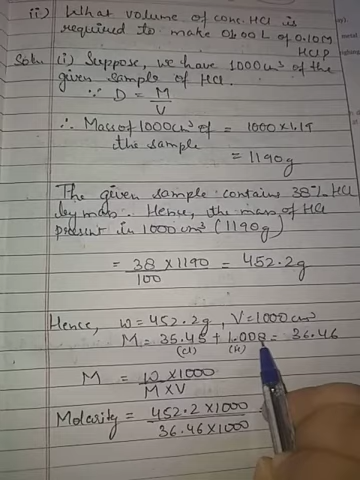 ii) What volume of conc. HCl is
required to make 0.100 L of 0.10M
HCl?
Soln. (i) Suppose, we have 1000 cm³ of the
given sample of HCl.
∵ D = M
V
∴ Mass of 1000cm³ of = 1000 × 1.19
the sample
= 1190g
The given sample contains 38% HCl
by mass. Hence, the mass of HCl
present in 1000 cm³ (1190g)
= 38 × 1190 = 452.2g
100
Hence, w = 452.2g, V = 1000 cm³
M = 35.45 + 1.008 = 36.46
(Cl) (H)
M = w × 1000
M × V
Molarity = 452.2 × 1000 =
36.46 × 1000